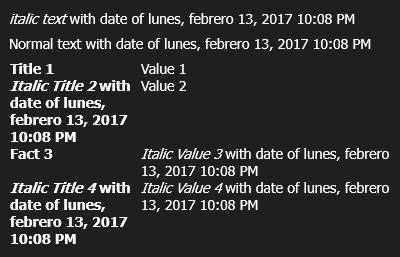 italic text with date of lunes, febrero 13, 2017 10:08 PM
Normal text with date of lunes, febrero 13, 2017 10:08 PM
Title 1 Value 1
Italic Title 2 with Value 2
date of lunes,
febrero 13, 2017
10:08 PM
Fact 3 Italic Value 3 with date of lunes, febrero
13, 2017 10:08 PM
Italic Title 4 with Italic Value 4 with date of lunes, febrero
date of lunes, 13, 2017 10:08 PM
febrero 13, 2017
10:08 PM